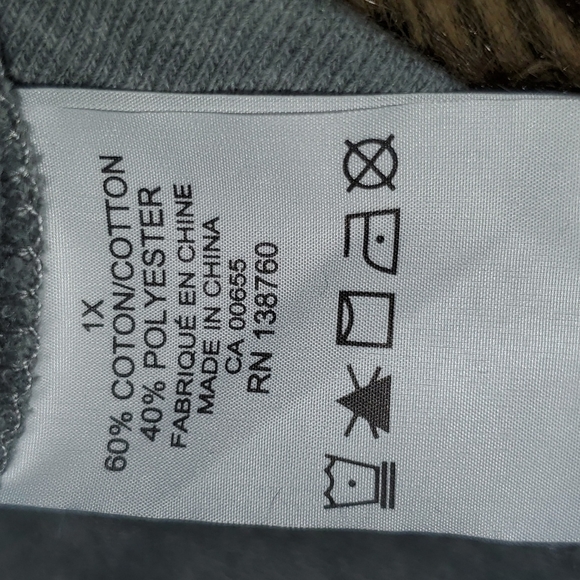 1X
60% COTON/COTTON
40% POLYESTER
FABRIQUÉ EN CHINE
MADE IN CHINA
CA 00655
RN 138760